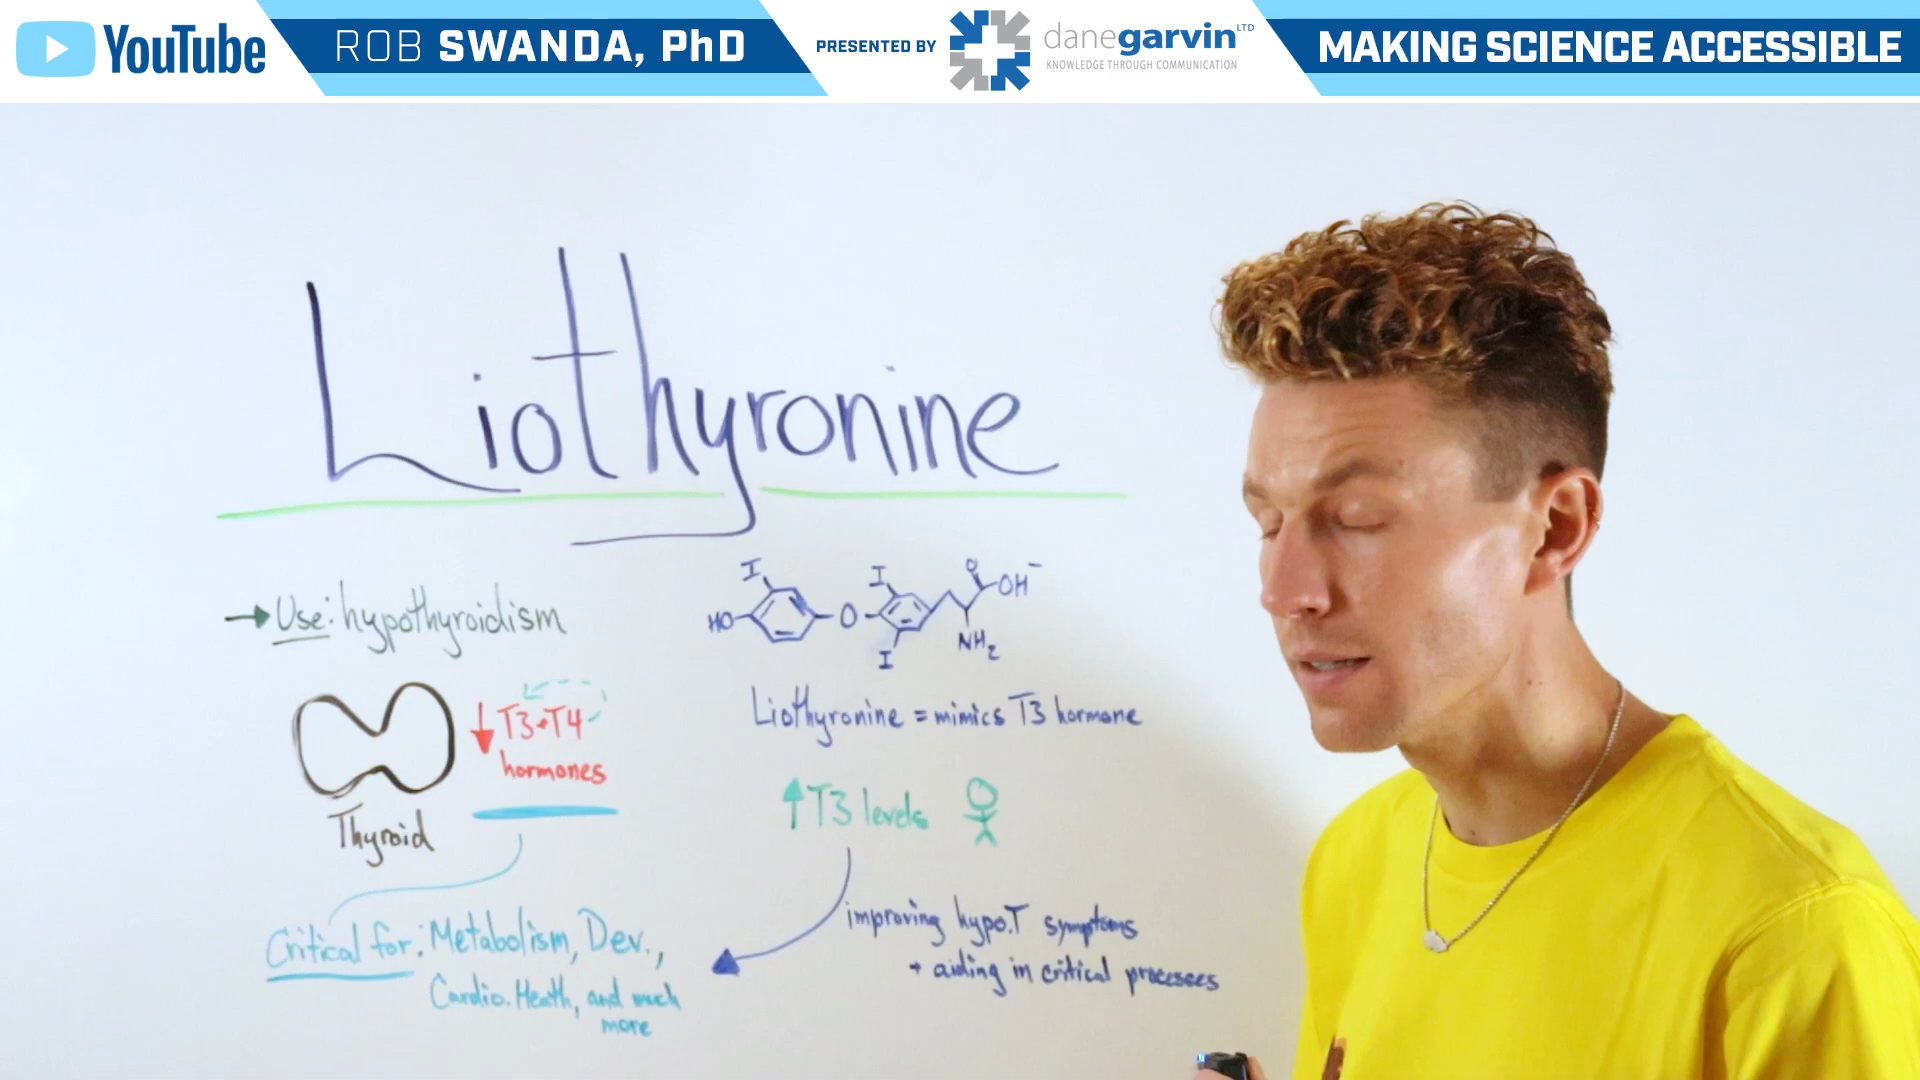 YouTube
ROB SWANDA, PhD
PRESENTED BY
danegarvin LTD
KNOWLEDGE THROUGH COMMUNICATION
MAKING SCIENCE ACCESSIBLE
Liothyronine
→ Use: hypothyroidism
I
HO
O
I
I
O
OH⁻
NH₂
↓ T3+T4
hormones
Thyroid
Liothyronine = mimics T3 hormone
↑ T3 levels
Critical for: Metabolism, Dev.,
Cardio. Heath, and much
more
improving hypo.T symptoms
+ aiding in critical processes